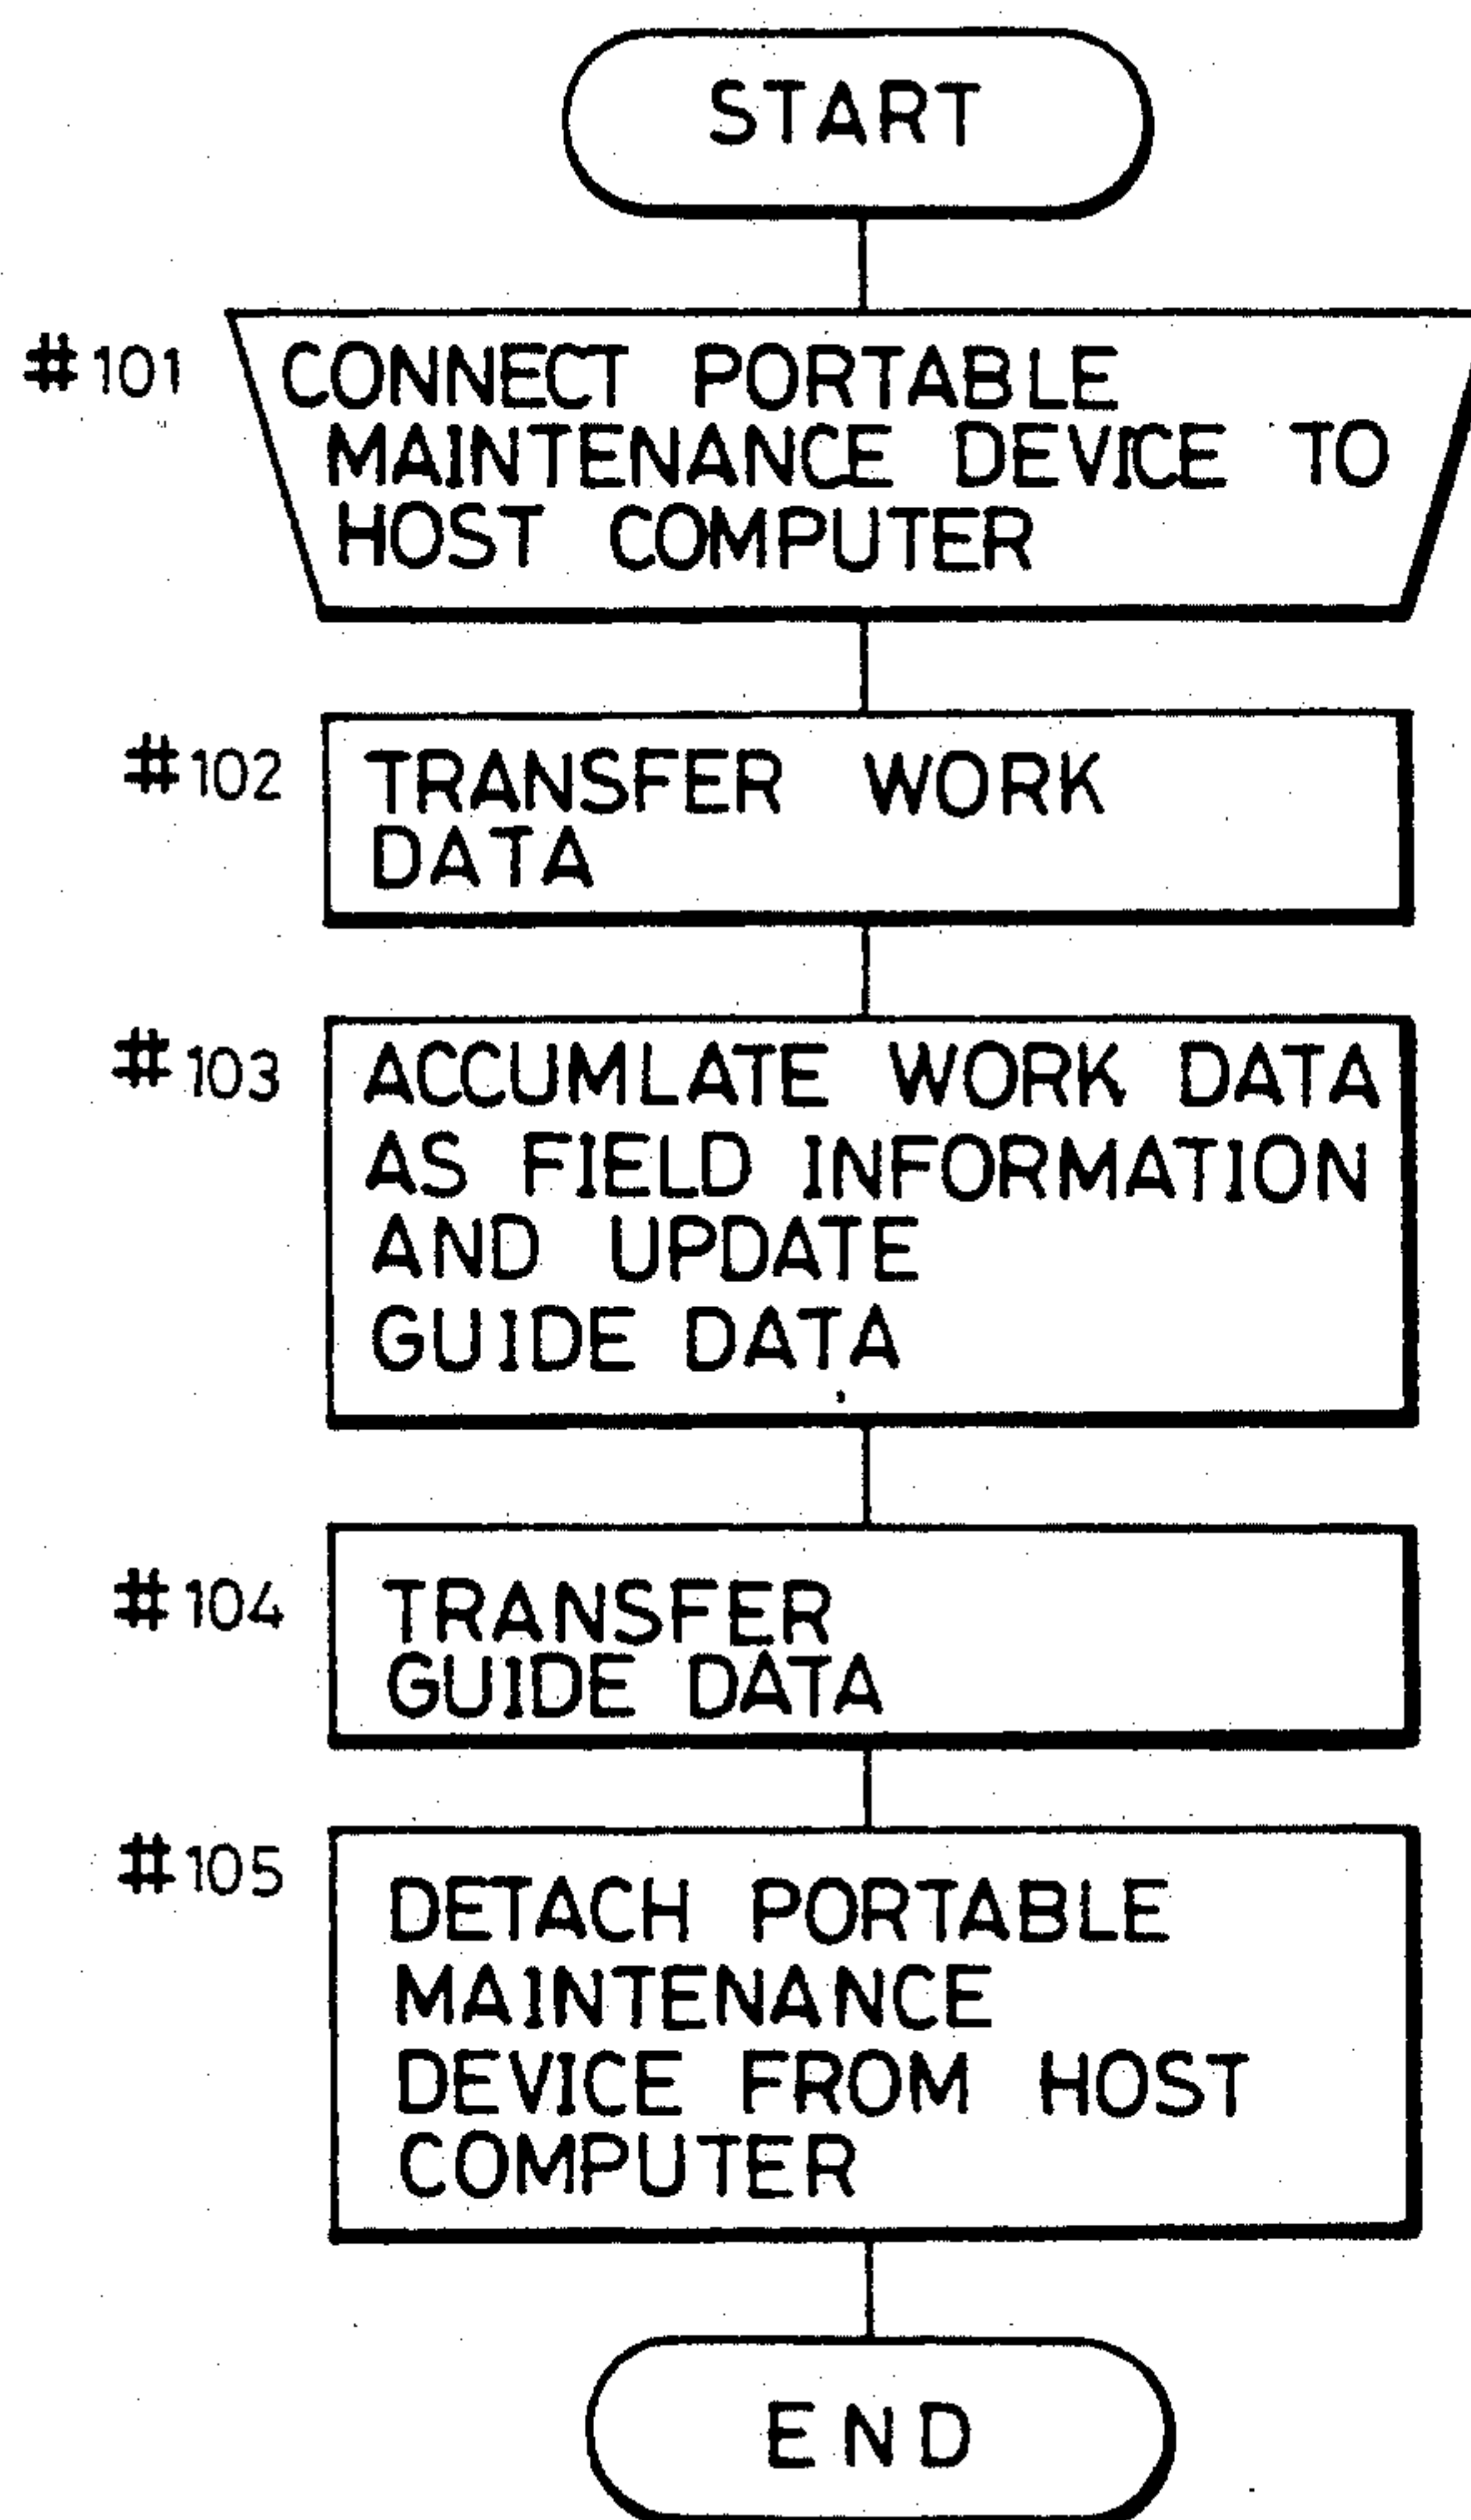 START
#101 CONNECT PORTABLE
MAINTENANCE DEVICE TO
HOST COMPUTER
#102 TRANSFER WORK
DATA
#103 ACCUMLATE WORK DATA
AS FIELD INFORMATION
AND UPDATE
GUIDE DATA
#104 TRANSFER
GUIDE DATA
#105 DETACH PORTABLE
MAINTENANCE
DEVICE FROM HOST
COMPUTER
END